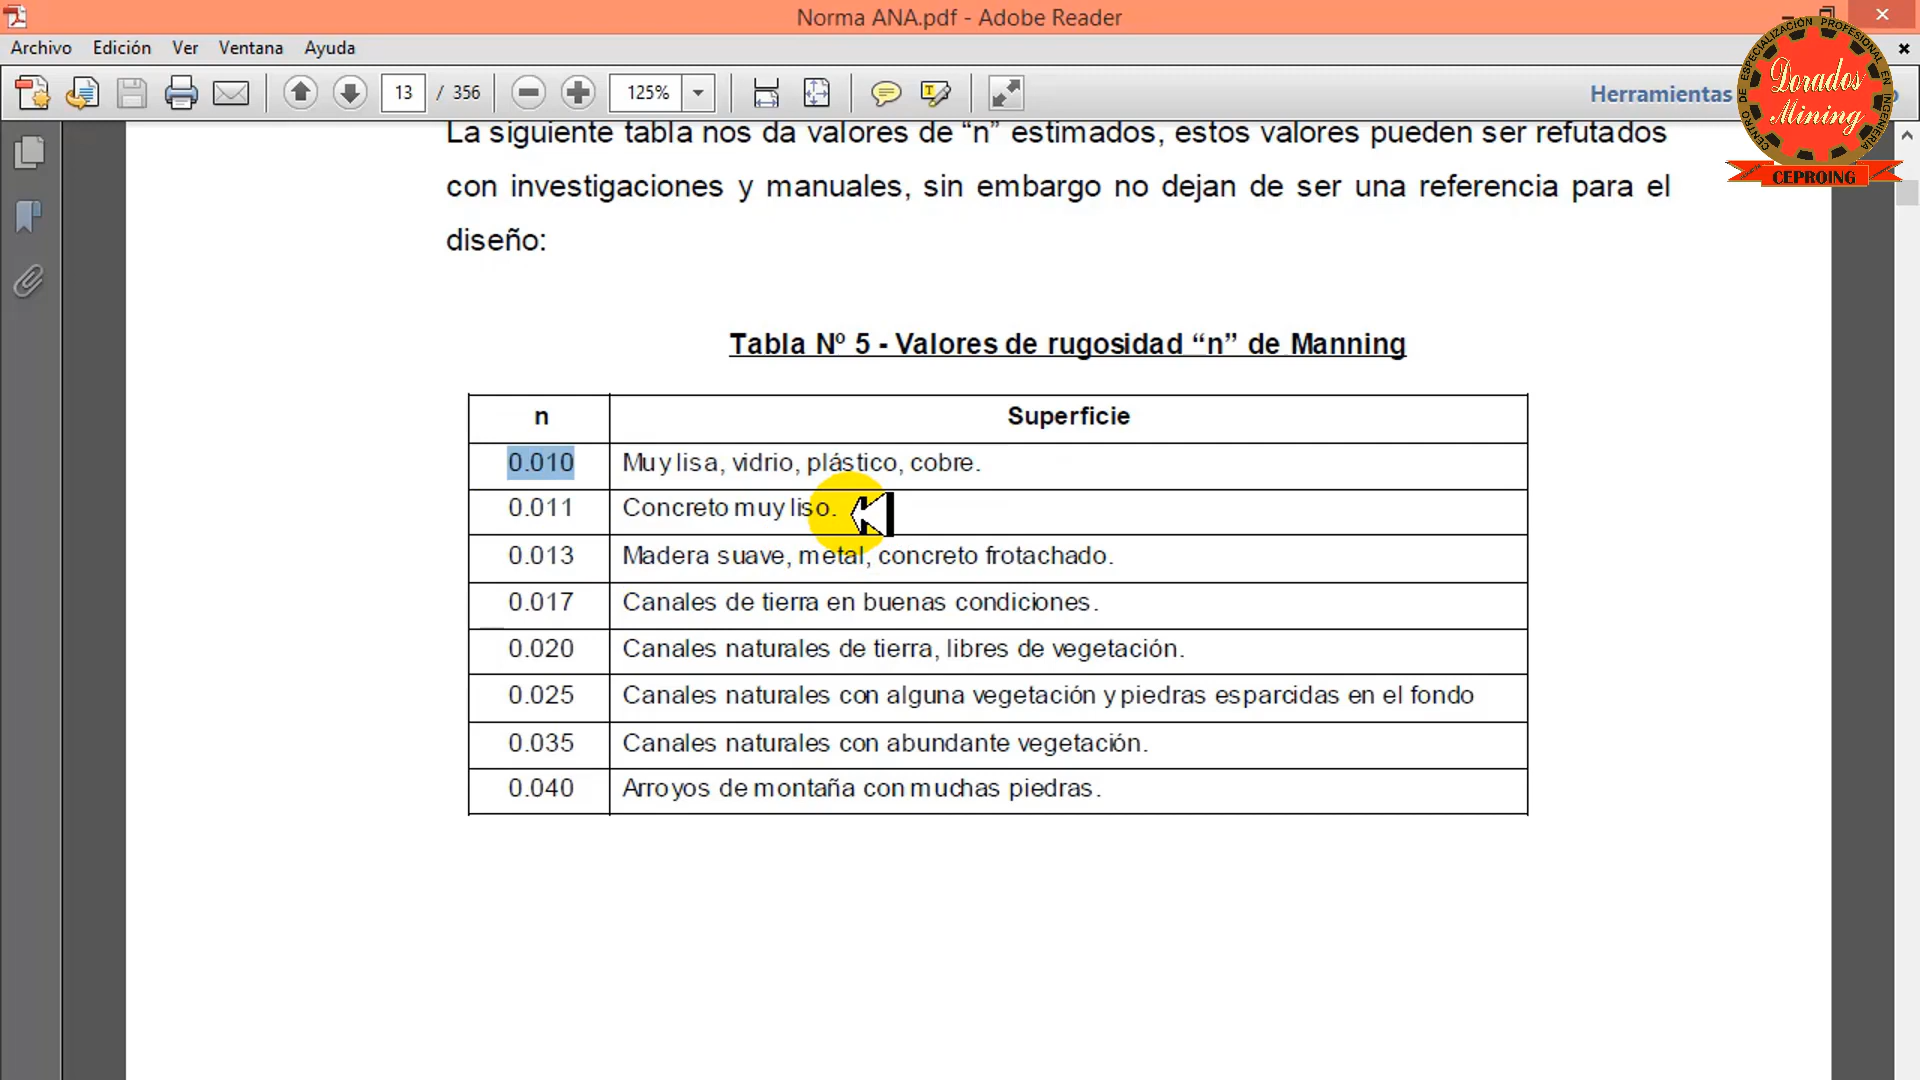 Norma ANA.pdf - Adobe Reader
Archivo Edición Ver Ventana Ayuda
13 / 356 125% Herramientas
CENTRO DE ESPECIALIZACIÓN PROFESIONAL EN INGENIERÍA
Dorados
Mining
CEPROING
La siguiente tabla nos da valores de “n” estimados, estos valores pueden ser refutados
con investigaciones y manuales, sin embargo no dejan de ser una referencia para el
diseño:
Tabla Nº 5 - Valores de rugosidad “n” de Manning
n Superficie
0.010 Muy lisa, vidrio, plástico, cobre.
0.011 Concreto muy liso.
0.013 Madera suave, metal, concreto frotachado.
0.017 Canales de tierra en buenas condiciones.
0.020 Canales naturales de tierra, libres de vegetación.
0.025 Canales naturales con alguna vegetación y piedras esparcidas en el fondo
0.035 Canales naturales con abundante vegetación.
0.040 Arroyos de montaña con muchas piedras.